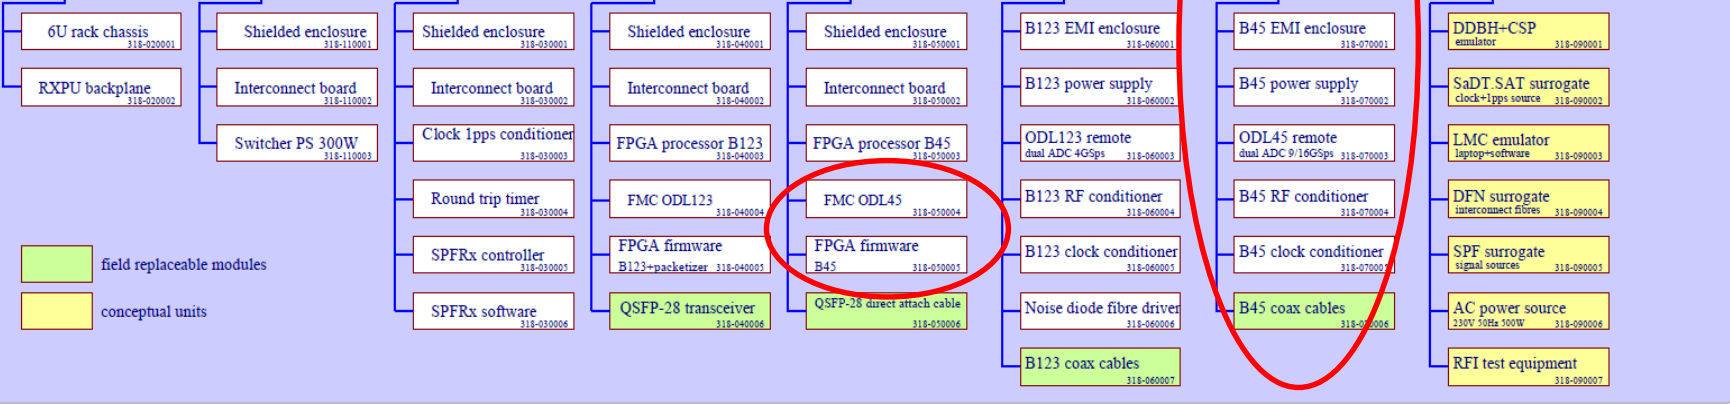 6U rack chassis
318-020001
RXPU backplane
318-020002
Shielded enclosure
318-110001
Interconnect board
318-110002
Switcher PS 300W
318-110003
Shielded enclosure
318-030001
Interconnect board
318-030002
Clock 1pps conditioner
318-030003
Round trip timer
318-030004
SPFRx controller
318-030005
SPFRx software
318-030006
Shielded enclosure
318-040001
Interconnect board
318-040002
FPGA processor B123
318-040003
FMC ODL123
318-040004
FPGA firmware
B123+packetizer 318-040005
QSFP-28 transceiver
318-040006
Shielded enclosure
318-050001
Interconnect board
318-050002
FPGA processor B45
318-050003
FMC ODL45
318-050004
FPGA firmware
B45 318-050005
QSFP-28 direct attach cable
318-050006
B123 EMI enclosure
318-060001
B123 power supply
318-060002
ODL123 remote
dual ADC 4GSps 318-060003
B123 RF conditioner
318-060004
B123 clock conditioner
318-060005
Noise diode fibre driver
318-060006
B123 coax cables
318-060007
B45 EMI enclosure
318-070001
B45 power supply
318-070002
ODL45 remote
dual ADC 9/16GSps 318-070003
B45 RF conditioner
318-070004
B45 clock conditioner
318-070005
B45 coax cables
318-070006
DDBH+CSP
emulator 318-090001
SaDT.SAT surrogate
clock+1pps source 318-090002
LMC emulator
laptop+software 318-090003
DFN surrogate
interconnect fibres 318-090004
SPF surrogate
signal sources 318-090005
AC power source
230V 50Hz 500W 318-090006
RFI test equipment
318-090007
field replaceable modules
conceptual units